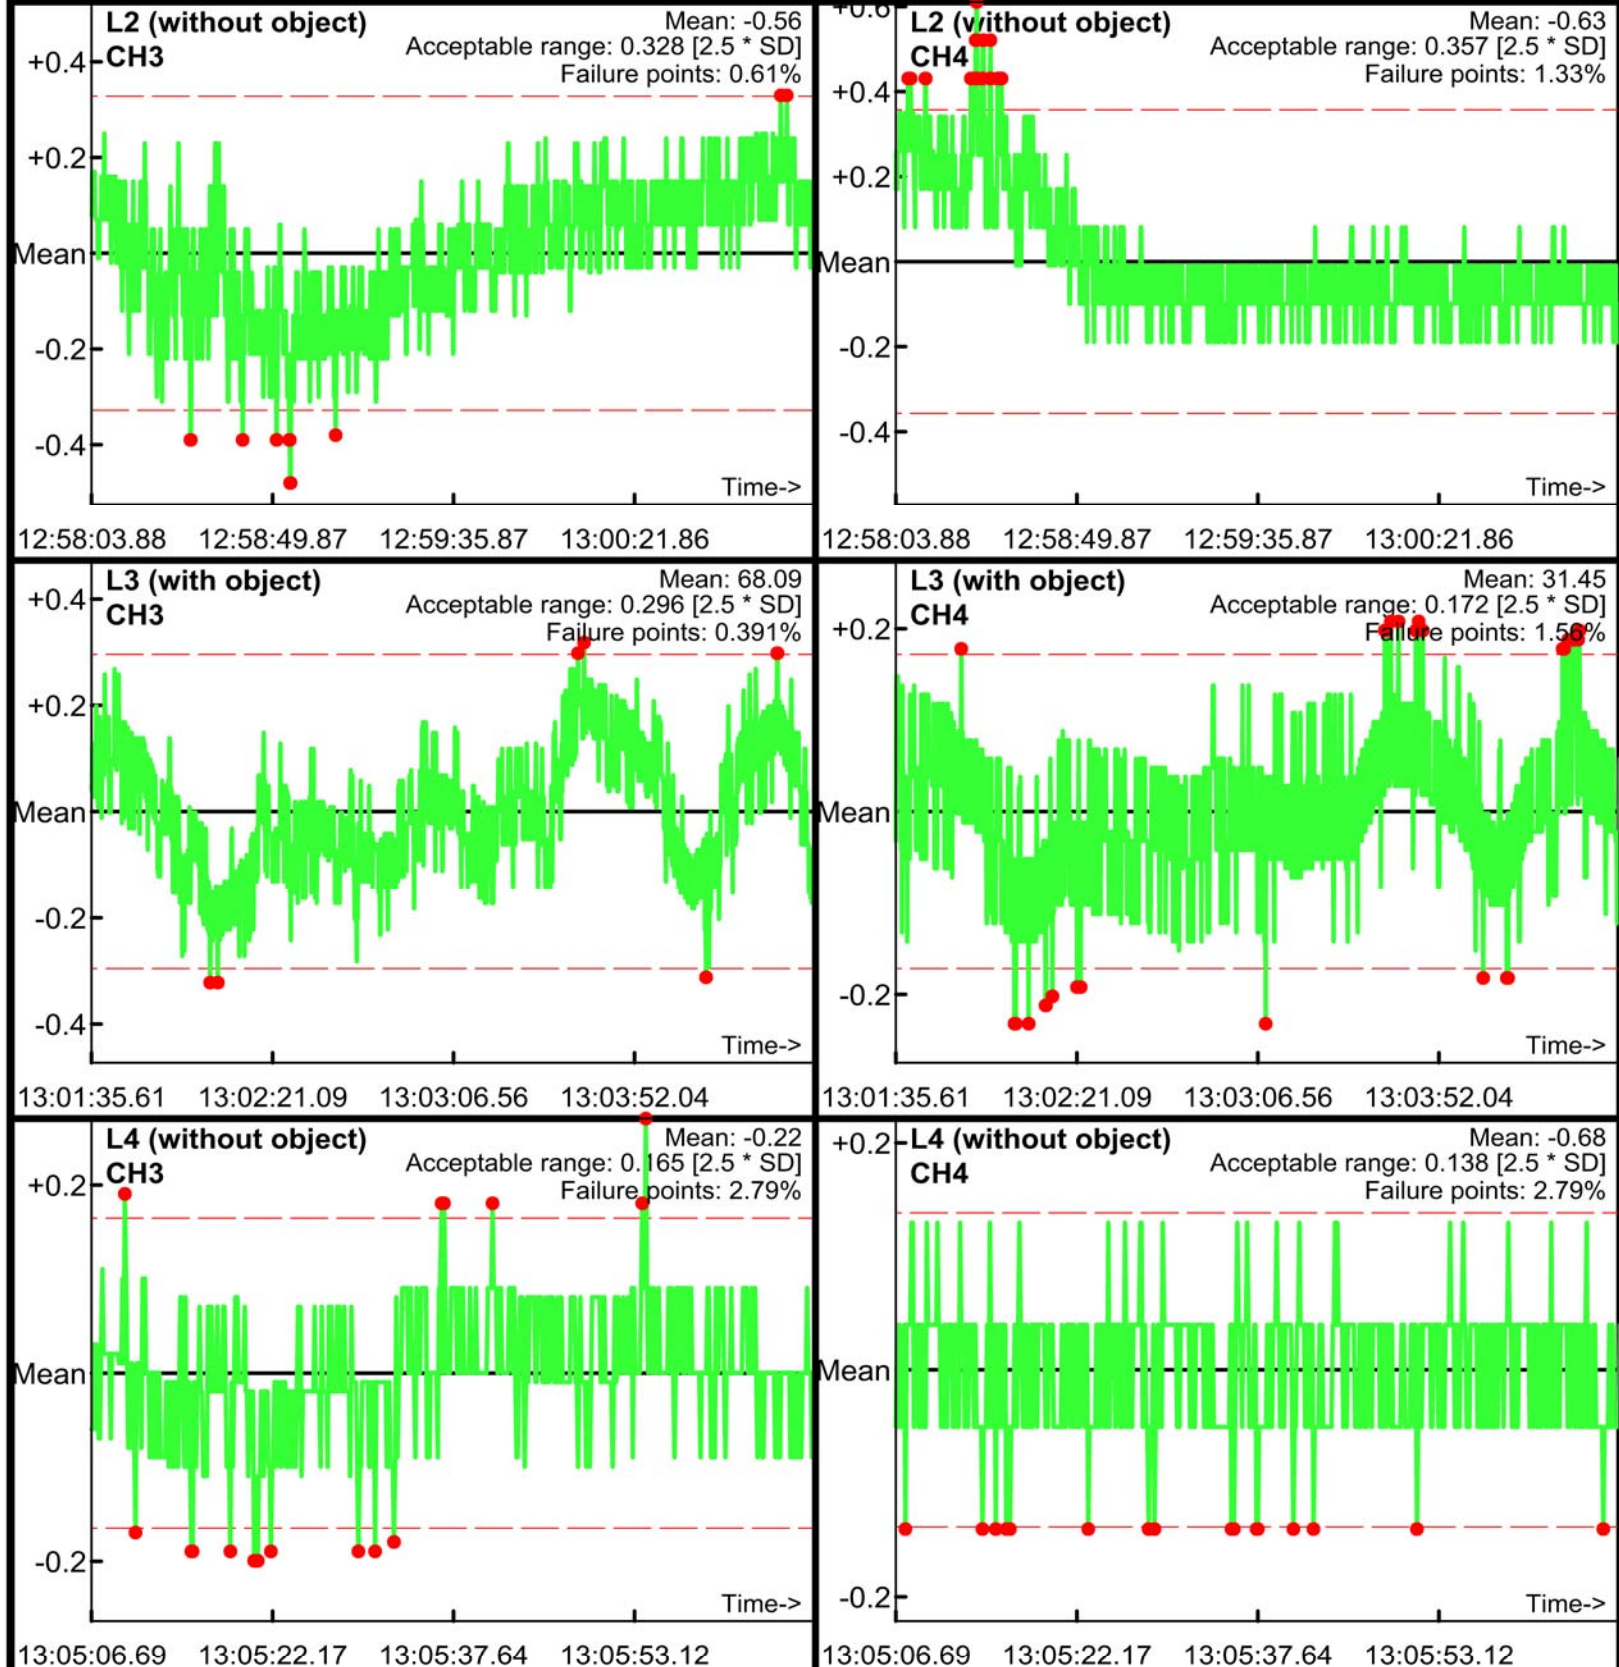 L2 (without object)
CH3
Mean: -0.56
Acceptable range: 0.328 [2.5 * SD]
Failure points: 0.61%
+0.4
+0.2
Mean
-0.2
-0.4
Time->
12:58:03.88 12:58:49.87 12:59:35.87 13:00:21.86
L2 (without object)
CH4
Mean: -0.63
Acceptable range: 0.357 [2.5 * SD]
Failure points: 1.33%
+0.6
+0.4
+0.2
Mean
-0.2
-0.4
Time->
12:58:03.88 12:58:49.87 12:59:35.87 13:00:21.86
L3 (with object)
CH3
Mean: 68.09
Acceptable range: 0.296 [2.5 * SD]
Failure points: 0.391%
+0.4
+0.2
Mean
-0.2
-0.4
Time->
13:01:35.61 13:02:21.09 13:03:06.56 13:03:52.04
L3 (with object)
CH4
Mean: 31.45
Acceptable range: 0.172 [2.5 * SD]
Failure points: 1.56%
+0.2
Mean
-0.2
Time->
13:01:35.61 13:02:21.09 13:03:06.56 13:03:52.04
L4 (without object)
CH3
Mean: -0.22
Acceptable range: 0.165 [2.5 * SD]
Failure points: 2.79%
+0.2
Mean
-0.2
Time->
13:05:06.69 13:05:22.17 13:05:37.64 13:05:53.12
L4 (without object)
CH4
Mean: -0.68
Acceptable range: 0.138 [2.5 * SD]
Failure points: 2.79%
+0.2
Mean
-0.2
Time->
13:05:06.69 13:05:22.17 13:05:37.64 13:05:53.12